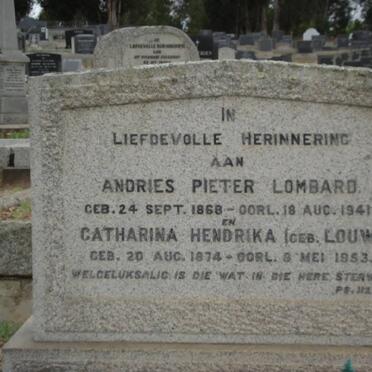 IN
LIEFDEVOLLE HERINNERING
AAN
ANDRIES PIETER LOMBARD.
GEB. 24 SEPT. 1868 - OORL. 18 AUG. 1941
EN
CATHARINA HENDRIKA (GEB. LOUW
GEB. 20 AUG. 1874 - OORL. 8 MEI 1953.
WELGELUKSALIG IS DIE WAT IN DIE HERE STERW
PS.